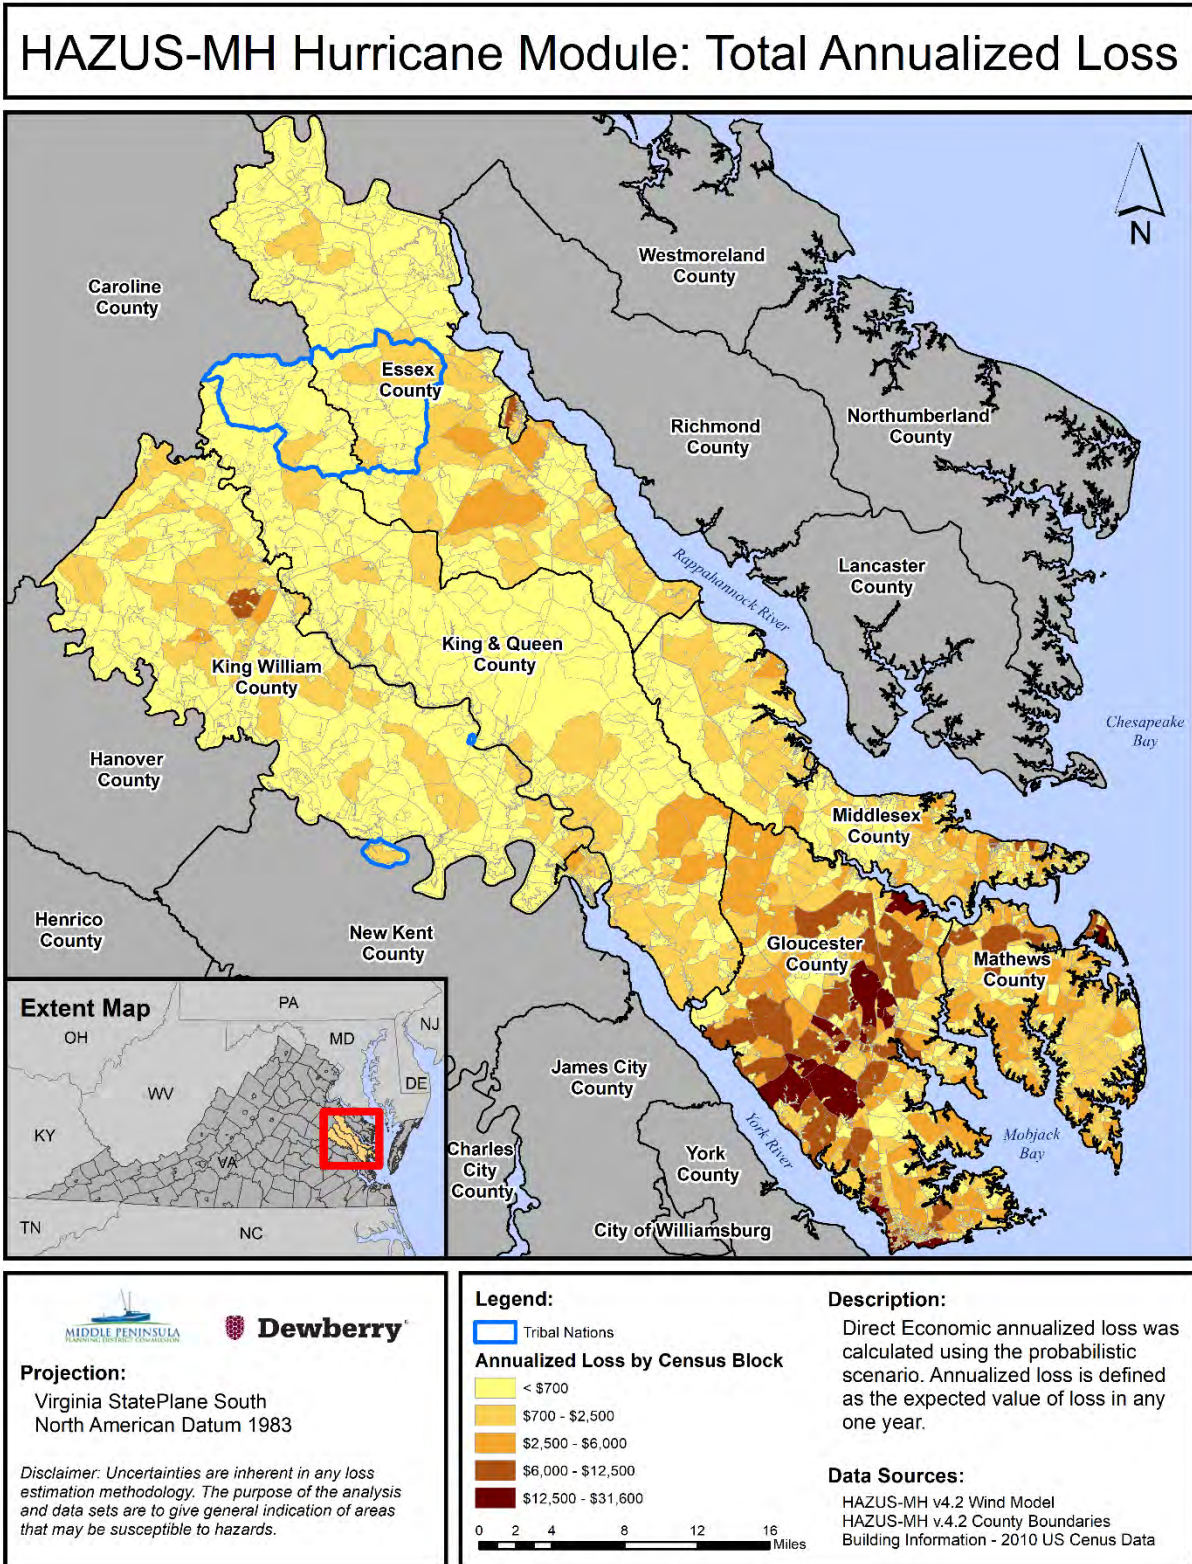 HAZUS-MH Hurricane Module: Total Annualized Loss
N
Westmoreland
County
Caroline
County
Essex
County
Richmond
County
Northumberland
County
Rappahannock River
Lancaster
County
King & Queen
County
King William
County
Chesapeake
Bay
Hanover
County
Middlesex
County
Henrico
County
New Kent
County
Gloucester
County
Mathews
County
Extent Map
PA
OH
MD
NJ
WV
DE
KY
VA
TN
NC
James City
County
York River
Mobjack
Bay
Charles
City
County
York
County
City of Williamsburg
MIDDLE PENINSULA
PLANNING DISTRICT COMMISSION
Dewberry
Projection:
Virginia StatePlane South
North American Datum 1983
Disclaimer: Uncertainties are inherent in any loss
estimation methodology. The purpose of the analysis
and data sets are to give general indication of areas
that may be susceptible to hazards.
Legend:
Tribal Nations
Annualized Loss by Census Block
< $700
$700 - $2,500
$2,500 - $6,000
$6,000 - $12,500
$12,500 - $31,600
0 2 4 8 12 16
Miles
Description:
Direct Economic annualized loss was
calculated using the probabilistic
scenario. Annualized loss is defined
as the expected value of loss in any
one year.
Data Sources:
HAZUS-MH v4.2 Wind Model
HAZUS-MH v.4.2 County Boundaries
Building Information - 2010 US Cenus Data